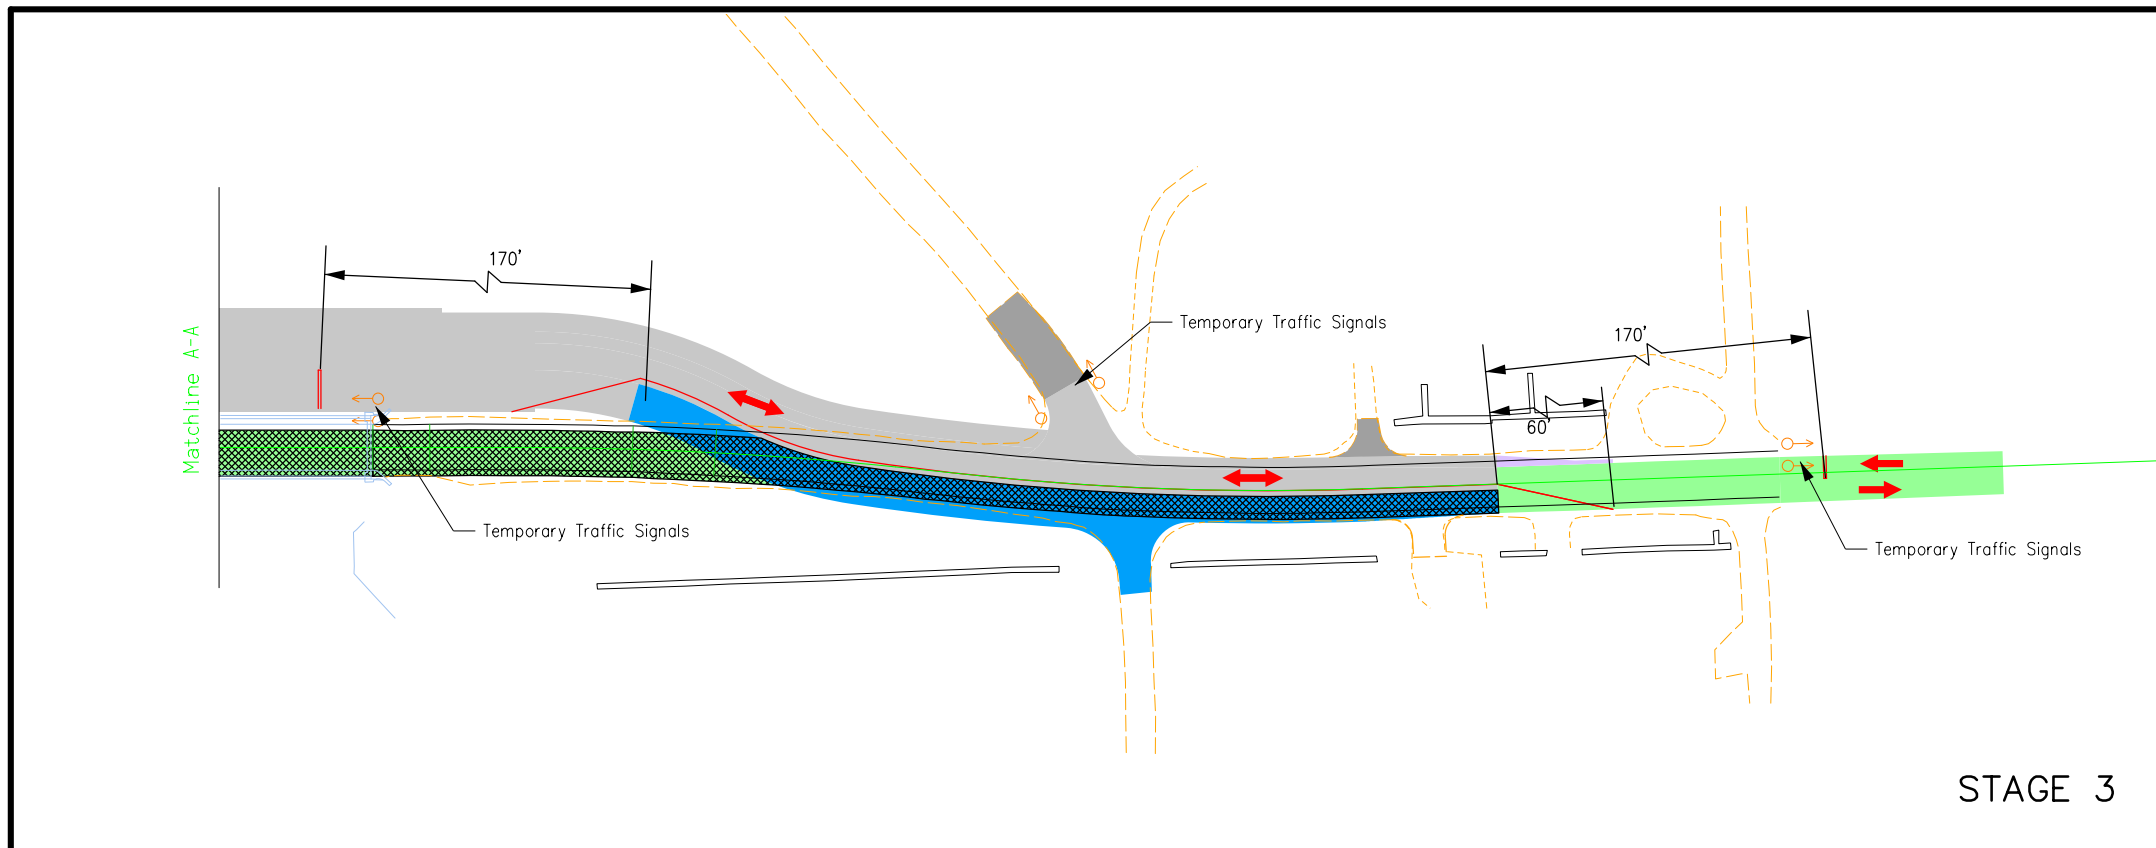 170'
Temporary Traffic Signals
170'
Matchline A-A
60'
Temporary Traffic Signals
Temporary Traffic Signals
STAGE 3